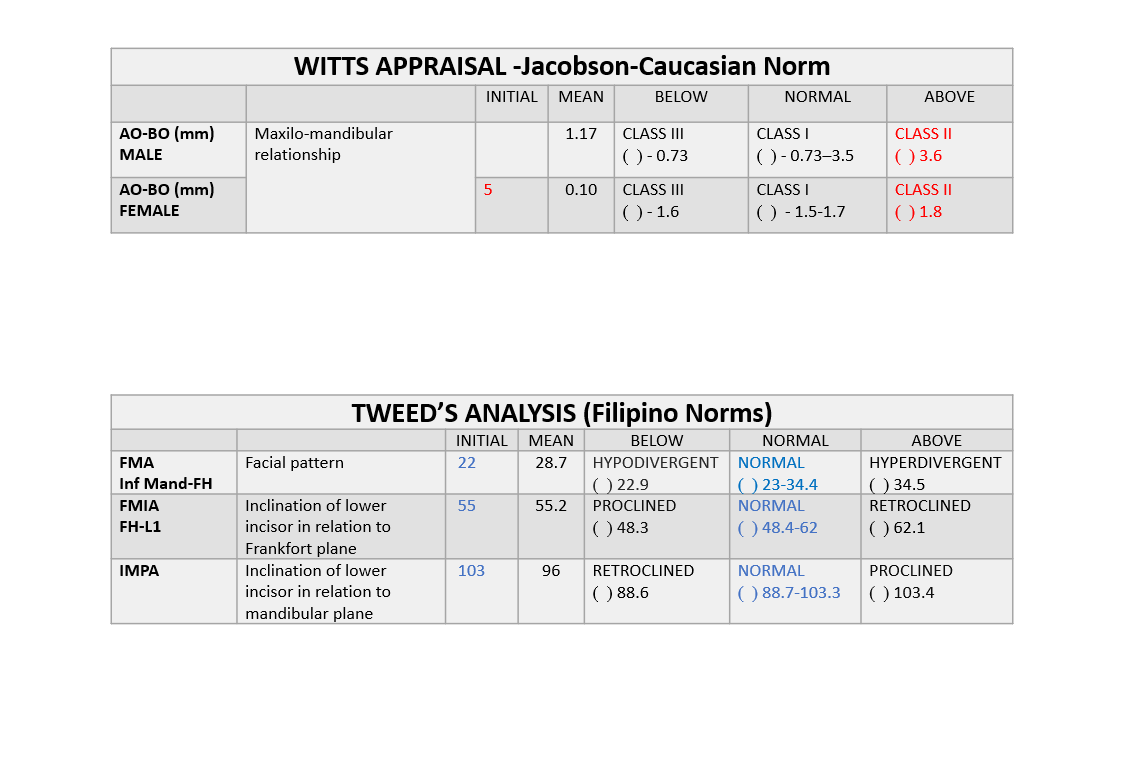 WITTS APPRAISAL -Jacobson-Caucasian Norm
INITIAL MEAN BELOW NORMAL ABOVE
AO-BO (mm) Maxilo-mandibular 1.17 CLASS III CLASS I CLASS II
MALE relationship ( ) - 0.73 ( ) - 0.73–3.5 ( ) 3.6
AO-BO (mm) 5 0.10 CLASS III CLASS I CLASS II
FEMALE ( ) - 1.6 ( ) - 1.5-1.7 ( ) 1.8
TWEED’S ANALYSIS (Filipino Norms)
INITIAL MEAN BELOW NORMAL ABOVE
FMA Facial pattern 22 28.7 HYPODIVERGENT NORMAL HYPERDIVERGENT
Inf Mand-FH ( ) 22.9 ( ) 23-34.4 ( ) 34.5
FMIA Inclination of lower 55 55.2 PROCLINED NORMAL RETROCLINED
FH-L1 incisor in relation to ( ) 48.3 ( ) 48.4-62 ( ) 62.1
Frankfort plane
IMPA Inclination of lower 103 96 RETROCLINED NORMAL PROCLINED
incisor in relation to ( ) 88.6 ( ) 88.7-103.3 ( ) 103.4
mandibular plane